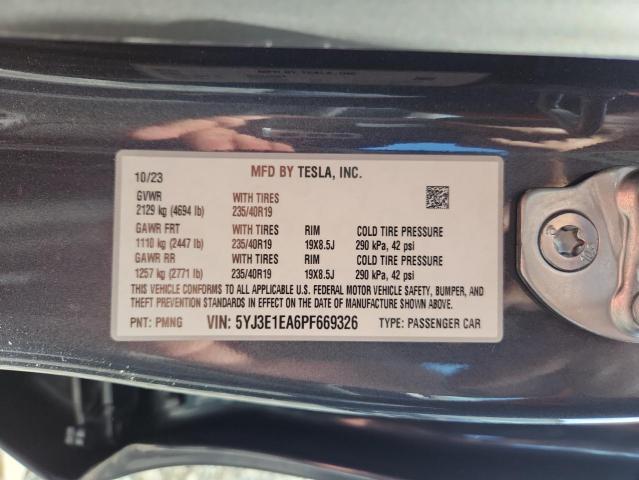 MFD BY TESLA, INC.
10/23
GVWR WITH TIRES
2129 kg (4694 lb) 235/40R19
GAWR FRT WITH TIRES RIM COLD TIRE PRESSURE
1110 kg (2447 lb) 235/40R19 19X8.5J 290 kPa, 42 psi
GAWR RR WITH TIRES RIM COLD TIRE PRESSURE
1257 kg (2771 lb) 235/40R19 19X8.5J 290 kPa, 42 psi
THIS VEHICLE CONFORMS TO ALL APPLICABLE U.S. FEDERAL MOTOR VEHICLE SAFETY, BUMPER, AND
THEFT PREVENTION STANDARDS IN EFFECT ON THE DATE OF MANUFACTURE SHOWN ABOVE.
PNT: PMNG VIN: 5YJ3E1EA6PF669326 TYPE: PASSENGER CAR